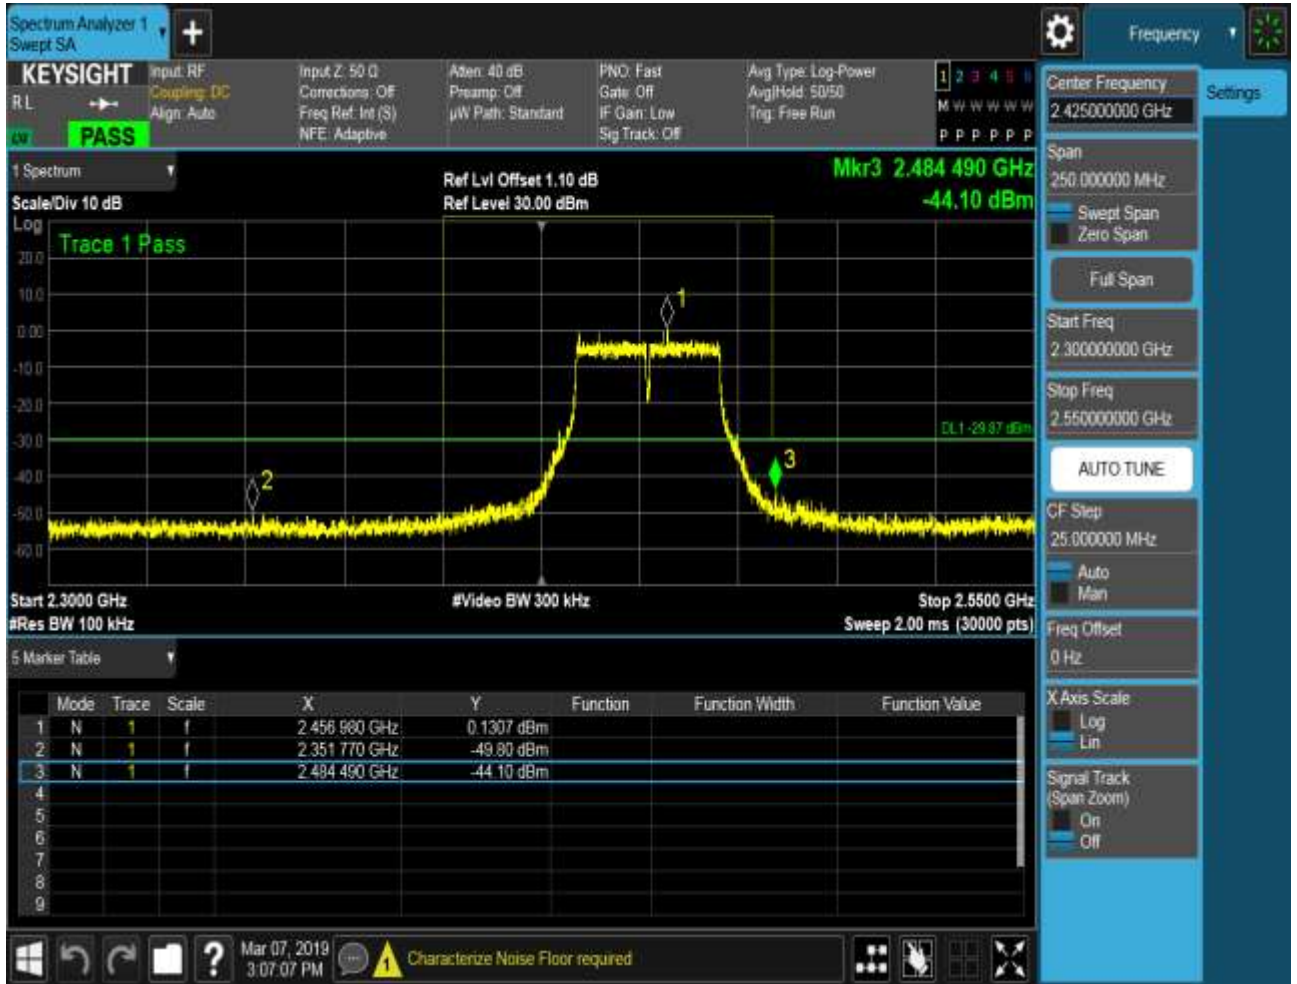 Spectrum Analyzer 1
Swept SA
+
Frequency
KEYSIGHT
Input: RF
Coupling: DC
Align: Auto
Input Z: 50 Ω
Corrections: Off
Freq Ref: Int (S)
NFE: Adaptive
Atten: 40 dB
Preamp: Off
µW Path: Standard
PNO: Fast
Gate: Off
IF Gain: Low
Sig Track: Off
Avg Type: Log-Power
Avg|Hold: 50/50
Trig: Free Run
1 2 3 4 5 6
M W W W W W
P P P P P P
R L
PASS
1 Spectrum
Scale/Div 10 dB
Ref Lvl Offset 1.10 dB
Ref Level 30.00 dBm
Mkr3 2.484 490 GHz
-44.10 dBm
Log
Trace 1 Pass
20.0
10.0
0.00
-10.0
-20.0
-30.0
-40.0
-50.0
-60.0
1
2
3
DL1 -29.87 dBm
Start 2.3000 GHz
#Res BW 100 kHz
#Video BW 300 kHz
Stop 2.5500 GHz
Sweep 2.00 ms (30000 pts)
5 Marker Table
Mode Trace Scale X Y Function Function Width Function Value
1 N 1 f 2.456 980 GHz 0.1307 dBm
2 N 1 f 2.351 770 GHz -49.80 dBm
3 N 1 f 2.484 490 GHz -44.10 dBm
4
5
6
7
8
9
?
Mar 07, 2019
3:07:07 PM
1
Characterize Noise Floor required
Center Frequency
2.425000000 GHz
Settings
Span
250.000000 MHz
Swept Span
Zero Span
Full Span
Start Freq
2.300000000 GHz
Stop Freq
2.550000000 GHz
AUTO TUNE
CF Step
25.000000 MHz
Auto
Man
Freq Offset
0 Hz
X Axis Scale
Log
Lin
Signal Track
(Span Zoom)
On
Off